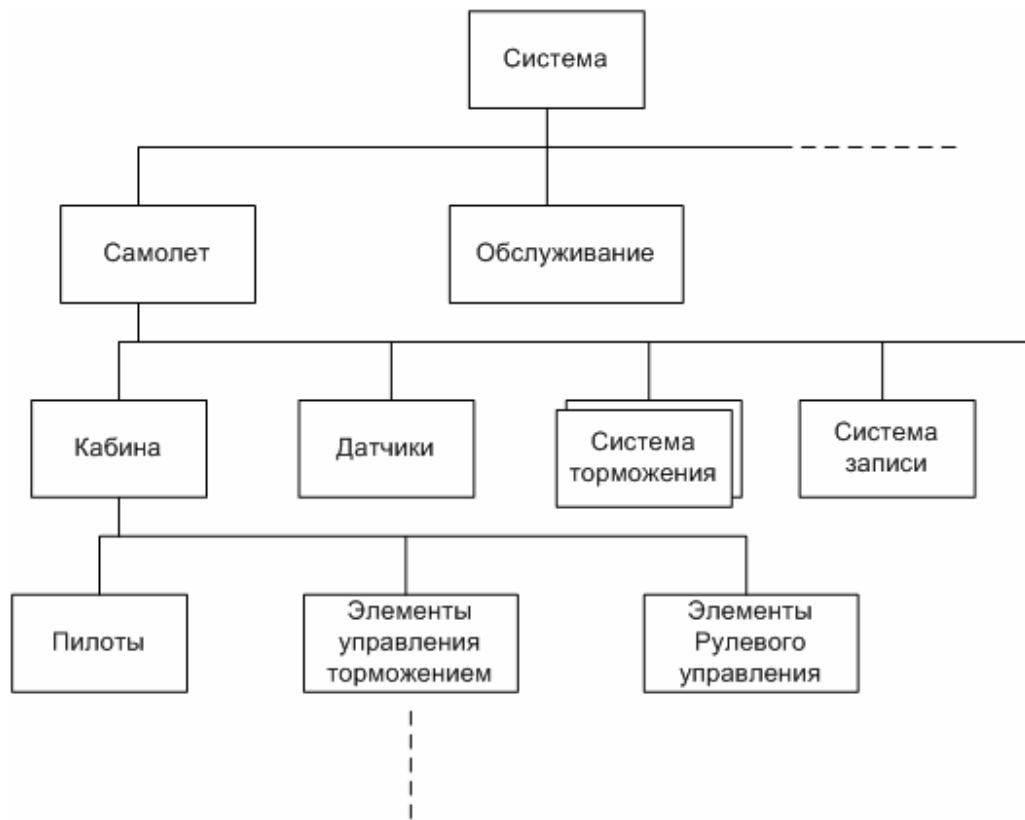 Система
Самолет
Обслуживание
Кабина
Датчики
Система
торможения
Система
записи
Пилоты
Элементы
управления
торможением
Элементы
Рулевого
управления